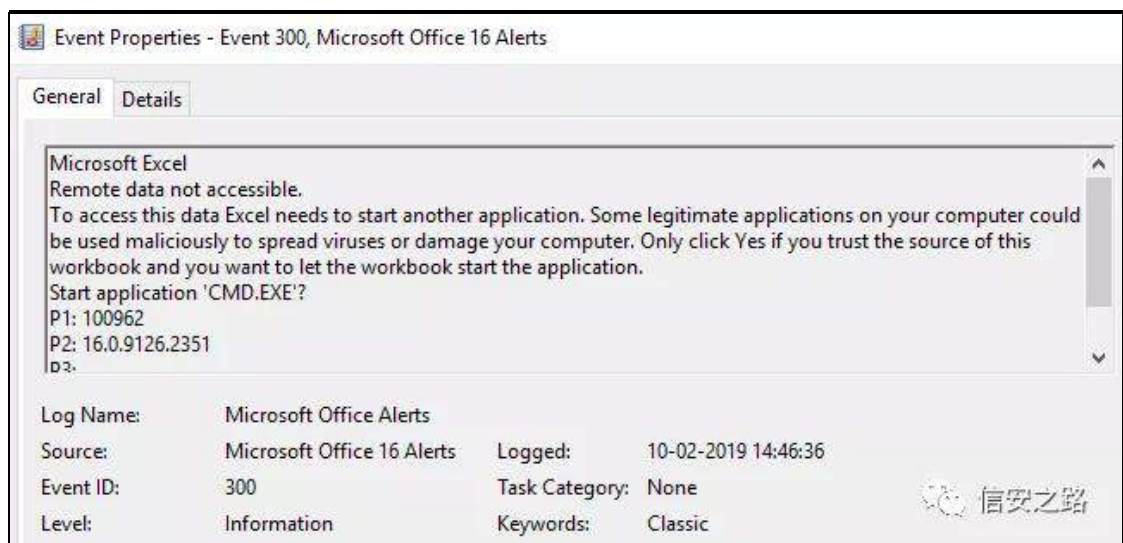 Event Properties - Event 300, Microsoft Office 16 Alerts
General Details
Microsoft Excel
Remote data not accessible.
To access this data Excel needs to start another application. Some legitimate applications on your computer could
be used maliciously to spread viruses or damage your computer. Only click Yes if you trust the source of this
workbook and you want to let the workbook start the application.
Start application 'CMD.EXE'?
P1: 100962
P2: 16.0.9126.2351
P3:
Log Name: Microsoft Office Alerts
Source: Microsoft Office 16 Alerts Logged: 10-02-2019 14:46:36
Event ID: 300 Task Category: None
Level: Information Keywords: Classic
信安之路